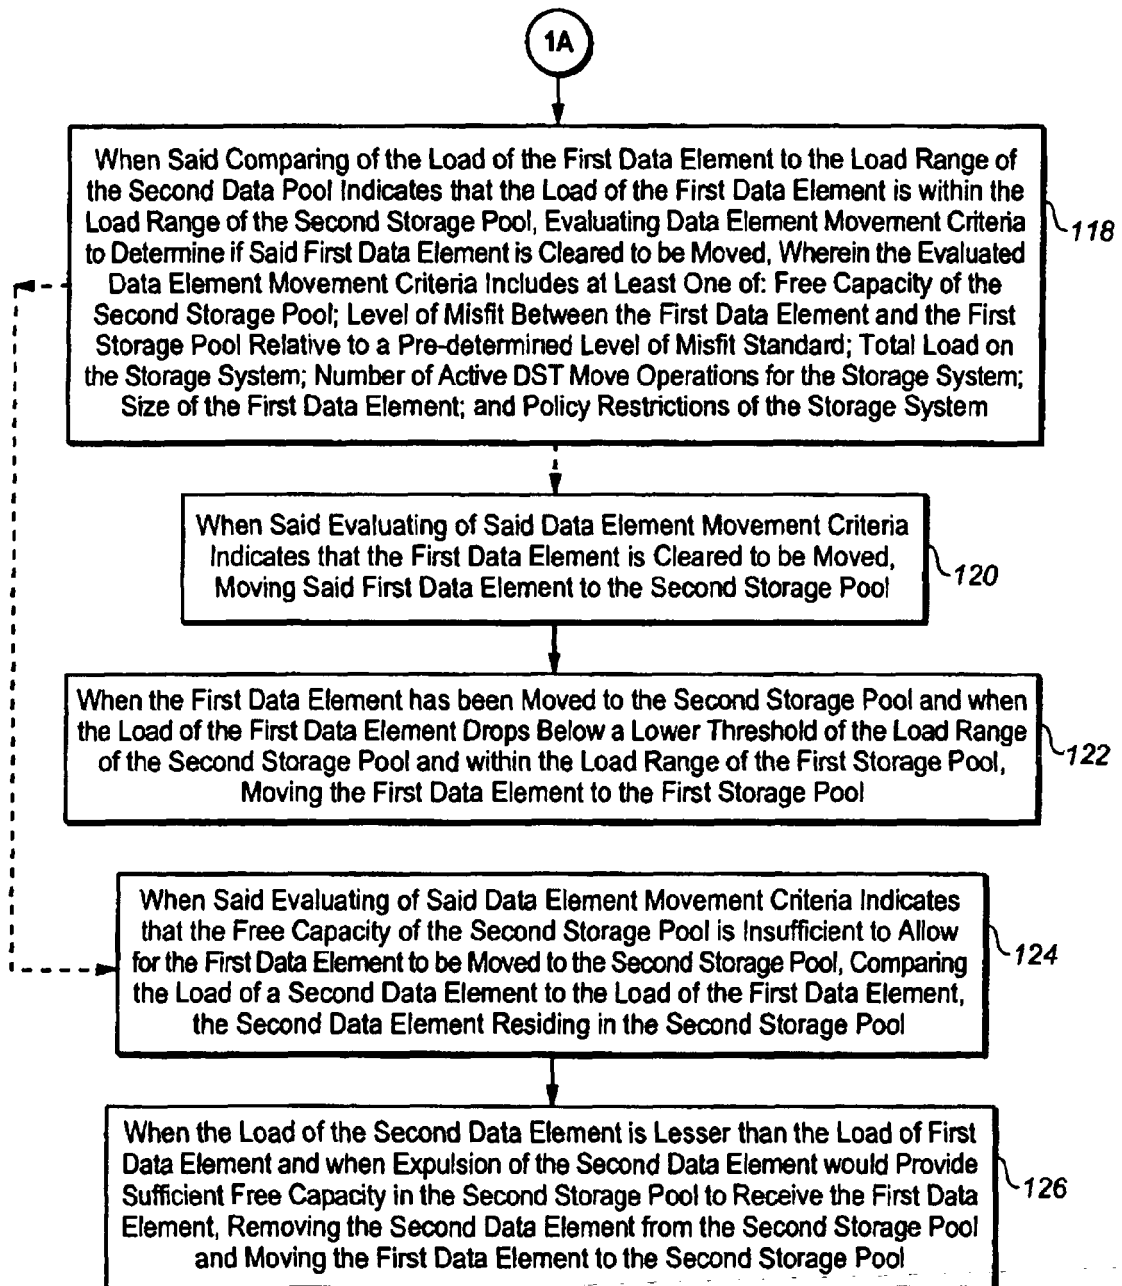 1A
When Said Comparing of the Load of the First Data Element to the Load Range of
the Second Data Pool Indicates that the Load of the First Data Element is within the
Load Range of the Second Storage Pool, Evaluating Data Element Movement Criteria
to Determine if Said First Data Element is Cleared to be Moved, Wherein the Evaluated
Data Element Movement Criteria Includes at Least One of: Free Capacity of the
Second Storage Pool; Level of Misfit Between the First Data Element and the First
Storage Pool Relative to a Pre-determined Level of Misfit Standard; Total Load on
the Storage System; Number of Active DST Move Operations for the Storage System;
Size of the First Data Element; and Policy Restrictions of the Storage System
118
When Said Evaluating of Said Data Element Movement Criteria
Indicates that the First Data Element is Cleared to be Moved,
Moving Said First Data Element to the Second Storage Pool
120
When the First Data Element has been Moved to the Second Storage Pool and when
the Load of the First Data Element Drops Below a Lower Threshold of the Load Range
of the Second Storage Pool and within the Load Range of the First Storage Pool,
Moving the First Data Element to the First Storage Pool
122
When Said Evaluating of Said Data Element Movement Criteria Indicates
that the Free Capacity of the Second Storage Pool is Insufficient to Allow
for the First Data Element to be Moved to the Second Storage Pool, Comparing
the Load of a Second Data Element to the Load of the First Data Element,
the Second Data Element Residing in the Second Storage Pool
124
When the Load of the Second Data Element is Lesser than the Load of First
Data Element and when Expulsion of the Second Data Element would Provide
Sufficient Free Capacity in the Second Storage Pool to Receive the First Data
Element, Removing the Second Data Element from the Second Storage Pool
and Moving the First Data Element to the Second Storage Pool
126